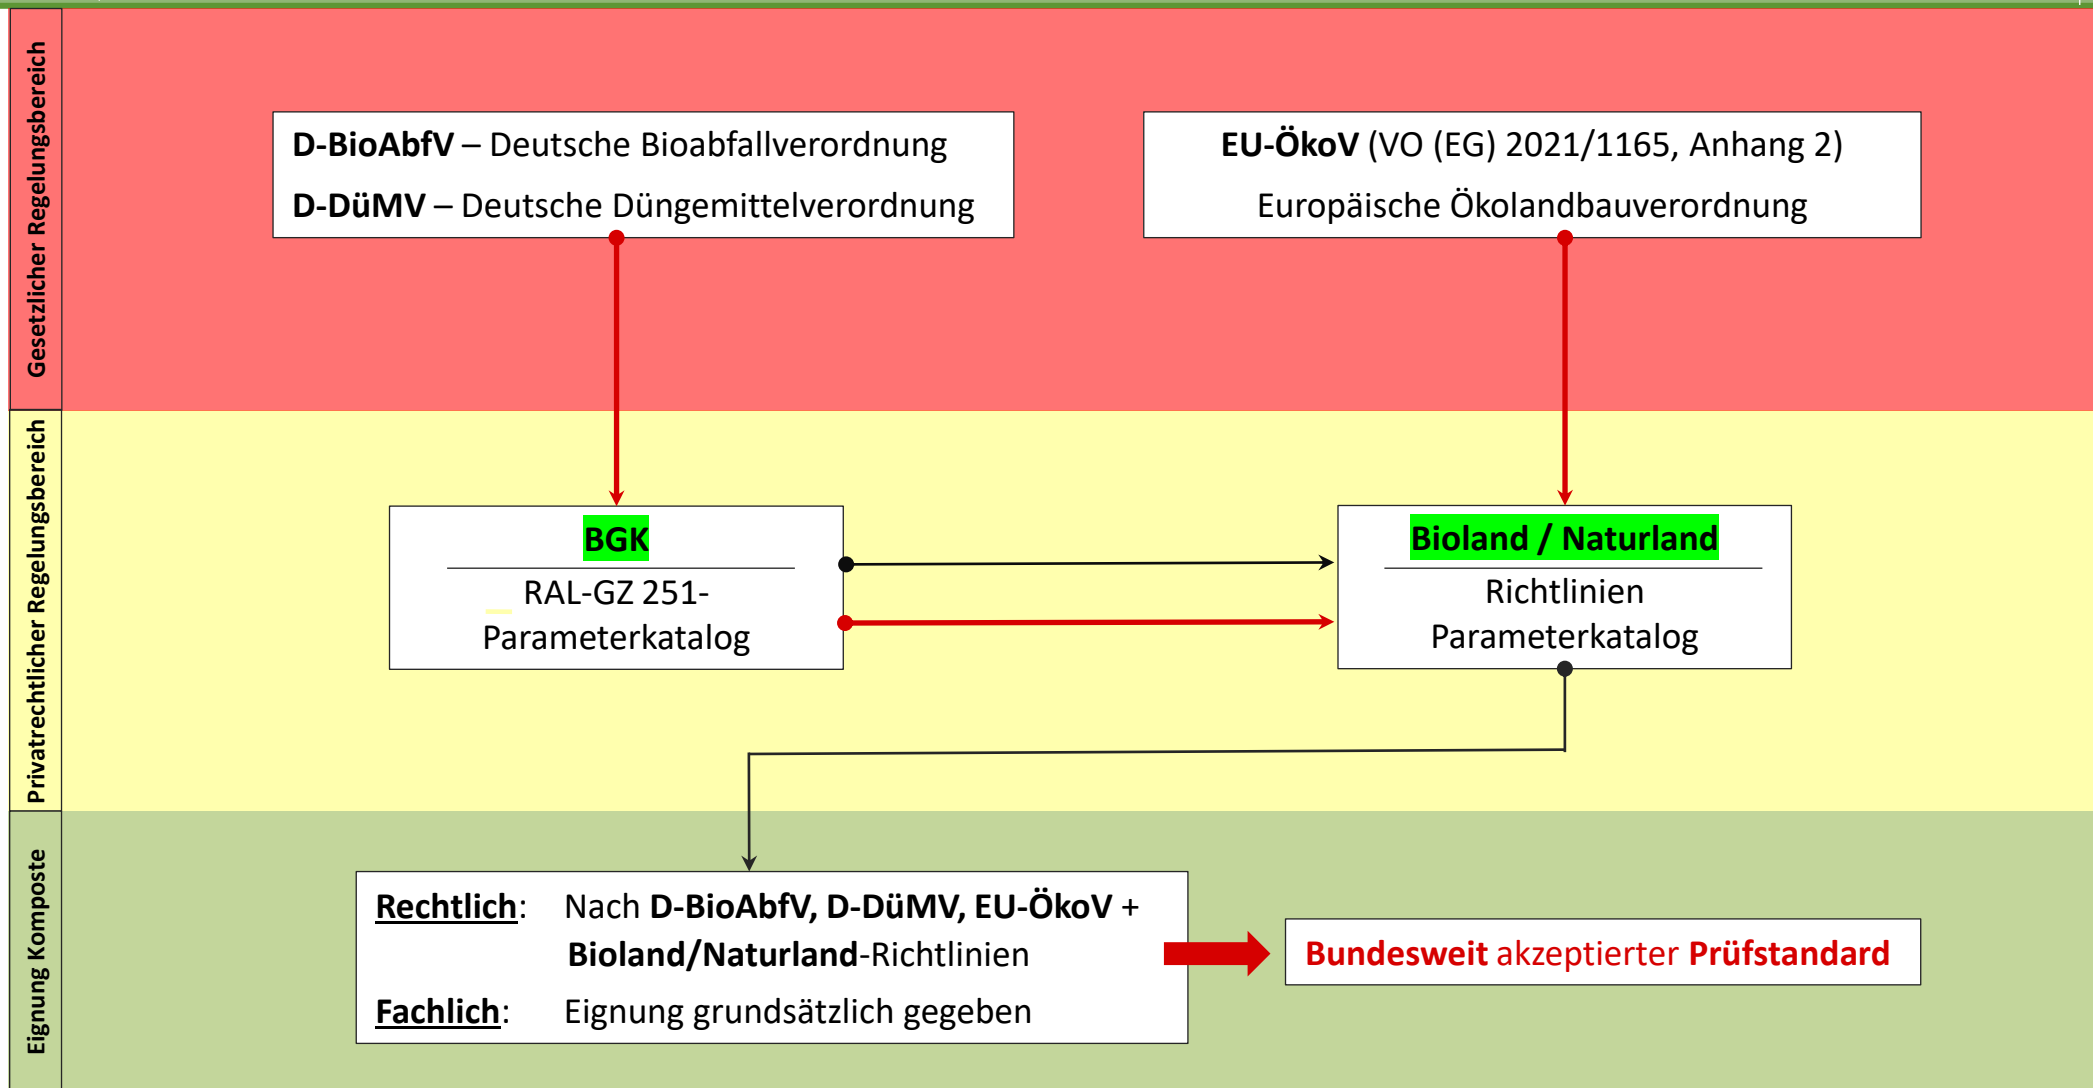 Gesetzlicher Regelungsbereich
D-BioAbfV – Deutsche Bioabfallverordnung
D-DüMV – Deutsche Düngemittelverordnung
EU-ÖkoV (VO (EG) 2021/1165, Anhang 2)
Europäische Ökolandbauverordnung
Privatrechtlicher Regelungsbereich
BGK
RAL-GZ 251-
Parameterkatalog
Bioland / Naturland
Richtlinien
Parameterkatalog
Eignung Komposte
Rechtlich: Nach D-BioAbfV, D-DüMV, EU-ÖkoV +
Bioland/Naturland-Richtlinien
Fachlich: Eignung grundsätzlich gegeben
Bundesweit akzeptierter Prüfstandard